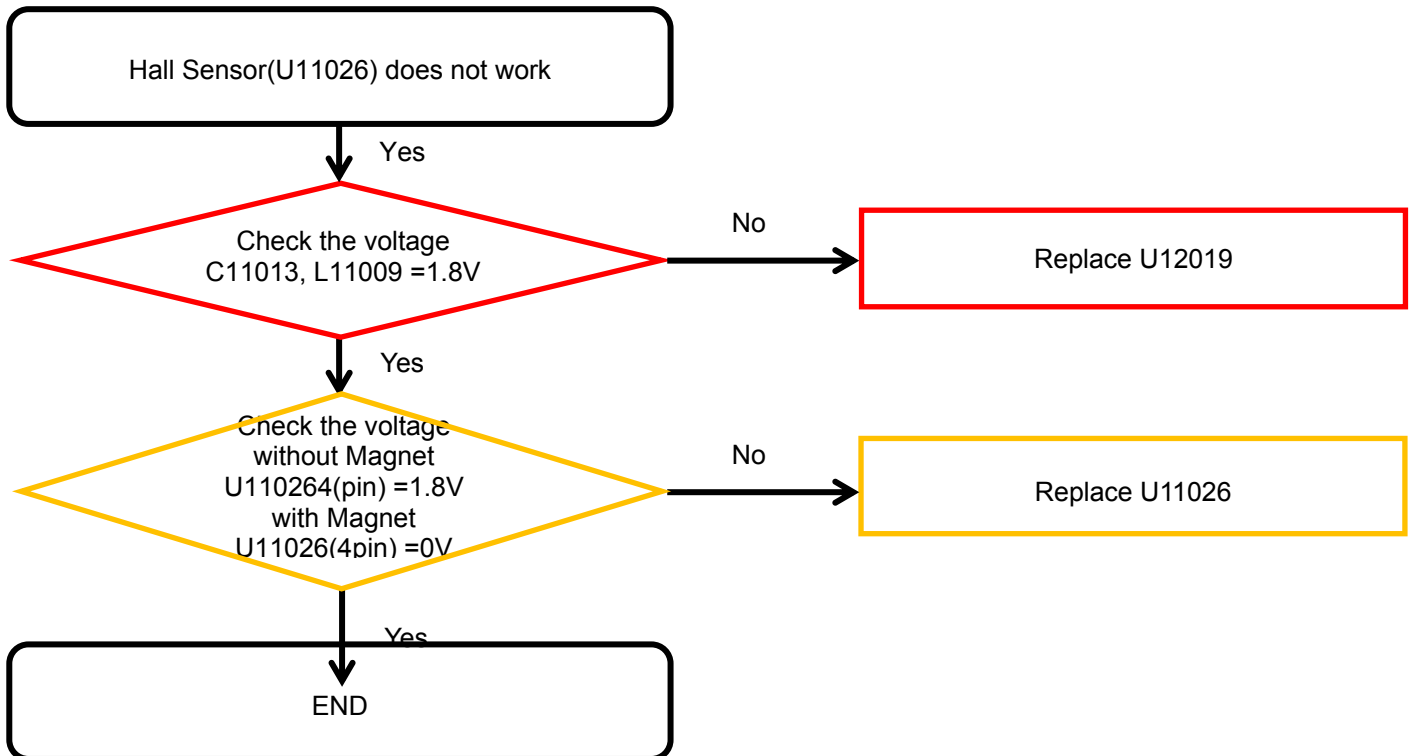 Hall Sensor(U11026) does not work
Yes
Check the voltage
C11013, L11009 =1.8V
No
Replace U12019
Yes
Check the voltage
without Magnet
U110264(pin) =1.8V
with Magnet
U11026(4pin) =0V
No
Replace U11026
Yes
END